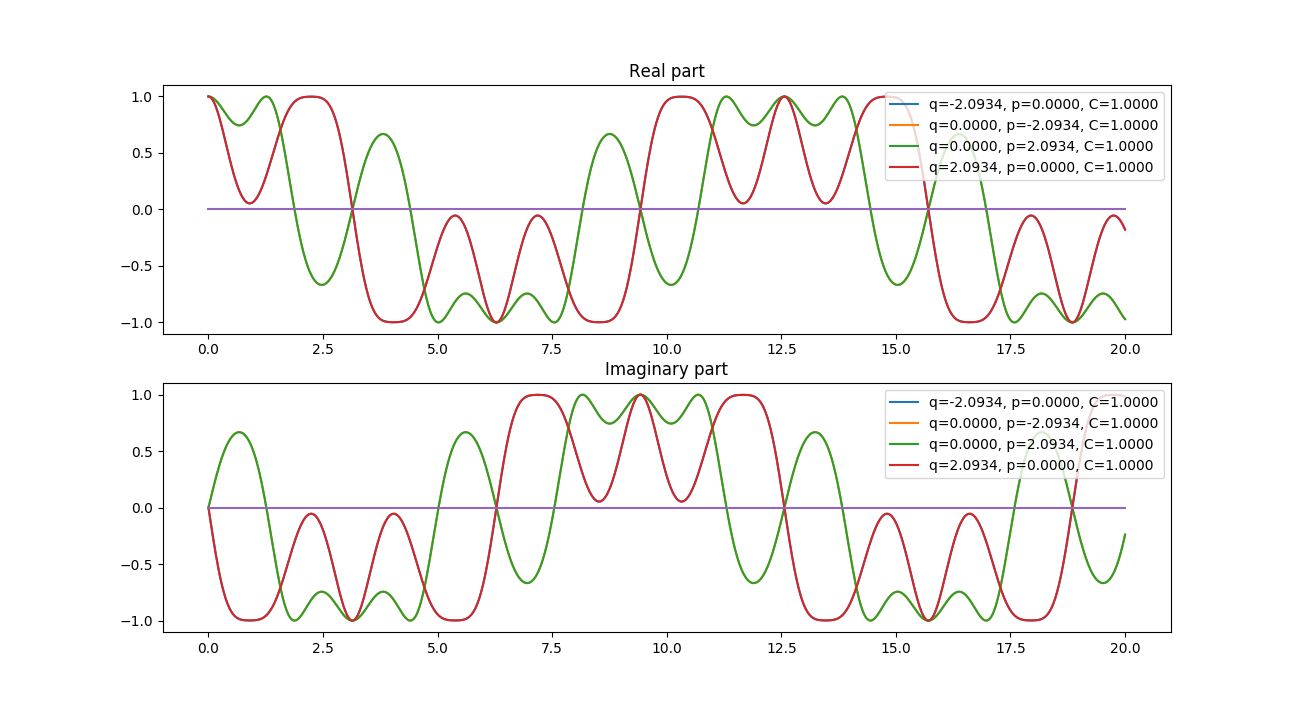 Real part
1.0
0.5
0.0
−0.5
−1.0
q=-2.0934, p=0.0000, C=1.0000
q=0.0000, p=-2.0934, C=1.0000
q=0.0000, p=2.0934, C=1.0000
q=2.0934, p=0.0000, C=1.0000
0.0 2.5 5.0 7.5 10.0 12.5 15.0 17.5 20.0
Imaginary part
1.0
0.5
0.0
−0.5
−1.0
q=-2.0934, p=0.0000, C=1.0000
q=0.0000, p=-2.0934, C=1.0000
q=0.0000, p=2.0934, C=1.0000
q=2.0934, p=0.0000, C=1.0000
0.0 2.5 5.0 7.5 10.0 12.5 15.0 17.5 20.0